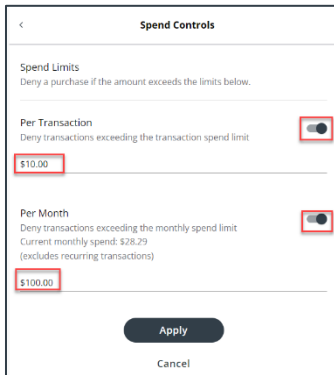 Spend Controls
Spend Limits
Deny a purchase if the amount exceeds the limits below.
Per Transaction
Deny transactions exceeding the transaction spend limit
$10.00
Per Month
Deny transactions exceeding the monthly spend limit
Current monthly spend: $28.29
(excludes recurring transactions)
$100.00
Apply
Cancel